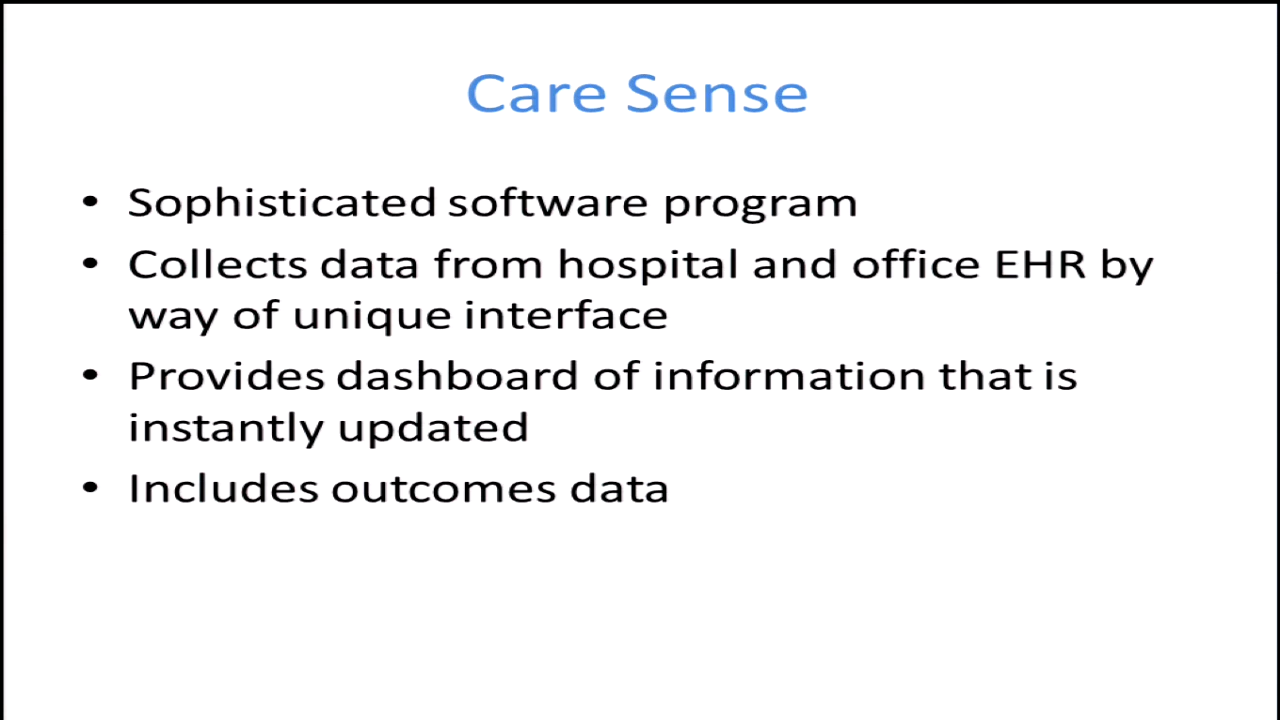 Care Sense
• Sophisticated software program
• Collects data from hospital and office EHR by
way of unique interface
• Provides dashboard of information that is
instantly updated
• Includes outcomes data